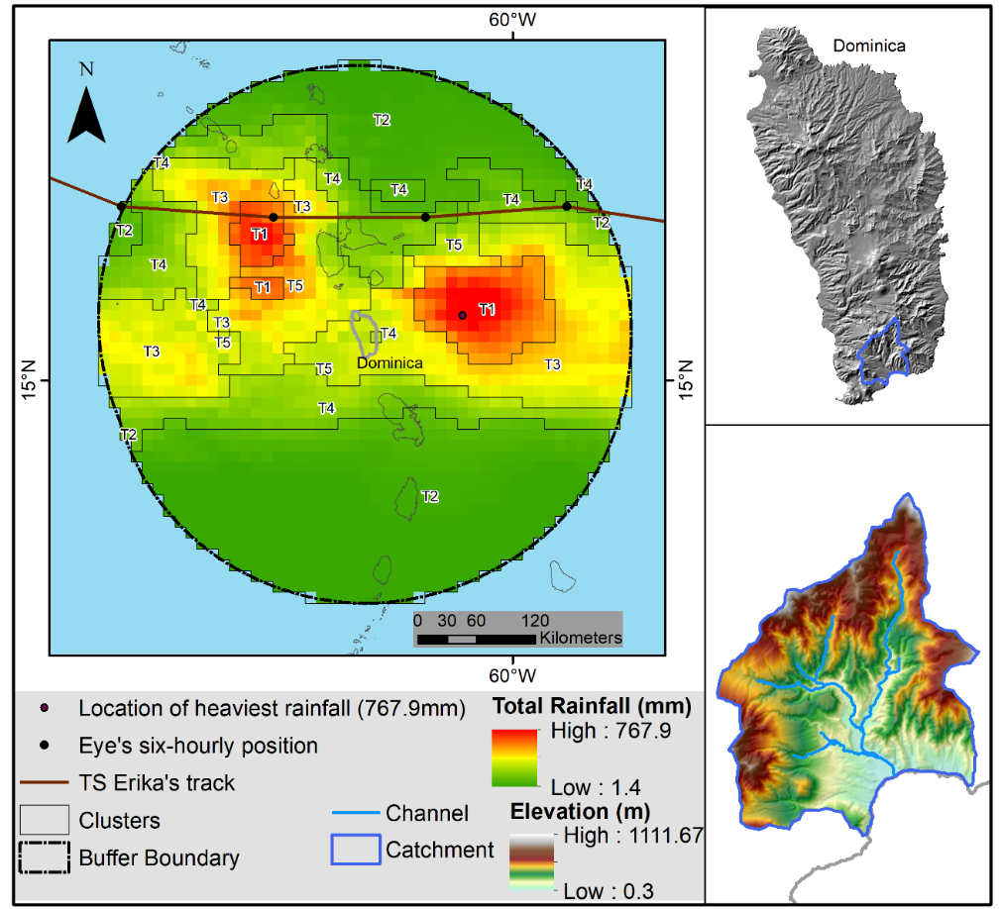 60°W
N
T2
T4
T4
T4
T3
T3
T4
T4
T2
T2
T1
T5
T4
T1
T5
T4
T1
T3
T4
T5
T3
Dominica
T5
T3
T4
T2
T2
15°N
15°N
0 30 60 120
Kilometers
60°W
Dominica
Location of heaviest rainfall (767.9mm)
Eye's six-hourly position
TS Erika's track
Clusters
Buffer Boundary
Channel
Catchment
Total Rainfall (mm)
High : 767.9
Low : 1.4
Elevation (m)
High : 1111.67
Low : 0.3